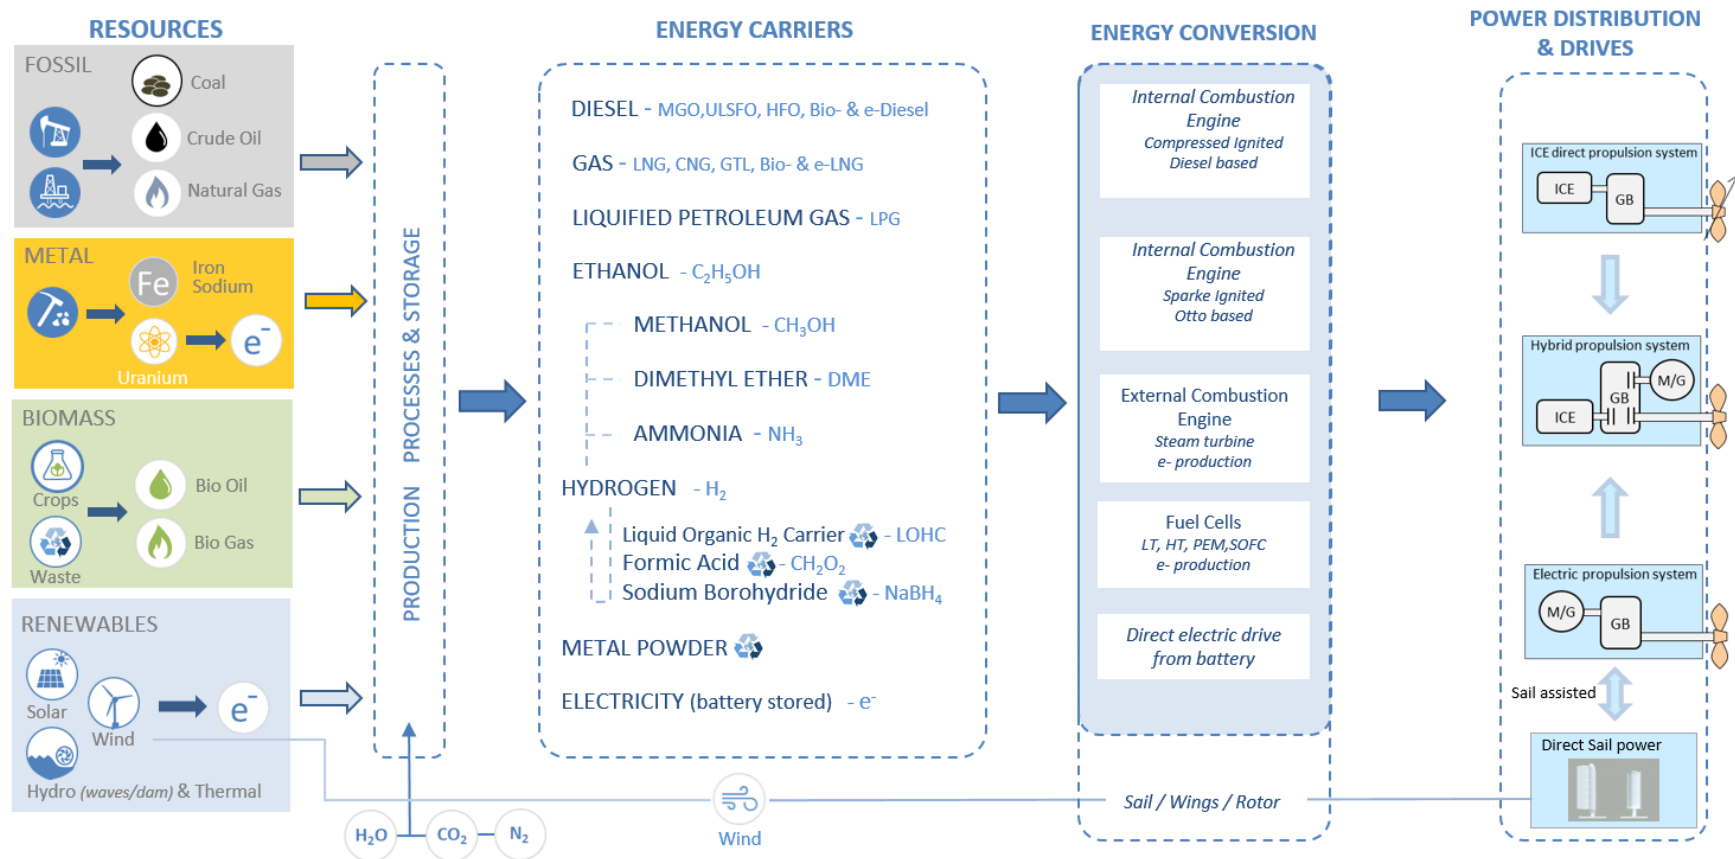 RESOURCES
FOSSIL
Coal
Crude Oil
Natural Gas
METAL
Fe
Iron
Sodium
e⁻
Uranium
BIOMASS
Crops
Bio Oil
Waste
Bio Gas
RENEWABLES
Solar
Wind
e⁻
Hydro (waves/dam) & Thermal
PRODUCTION PROCESSES & STORAGE
H₂O
CO₂
N₂
ENERGY CARRIERS
DIESEL - MGO,ULSFO, HFO, Bio- & e-Diesel
GAS - LNG, CNG, GTL, Bio- & e-LNG
LIQUIFIED PETROLEUM GAS - LPG
ETHANOL - C₂H₅OH
METHANOL - CH₃OH
DIMETHYL ETHER - DME
AMMONIA - NH₃
HYDROGEN - H₂
Liquid Organic H₂ Carrier - LOHC
Formic Acid - CH₂O₂
Sodium Borohydride - NaBH₄
METAL POWDER
ELECTRICITY (battery stored) - e⁻
Wind
ENERGY CONVERSION
Internal Combustion
Engine
Compressed Ignited
Diesel based
Internal Combustion
Engine
Sparke Ignited
Otto based
External Combustion
Engine
Steam turbine
e- production
Fuel Cells
LT, HT, PEM,SOFC
e- production
Direct electric drive
from battery
Sail / Wings / Rotor
POWER DISTRIBUTION
& DRIVES
ICE direct propulsion system
ICE
GB
Hybrid propulsion system
M/G
GB
ICE
Electric propulsion system
M/G
GB
Sail assisted
Direct Sail power